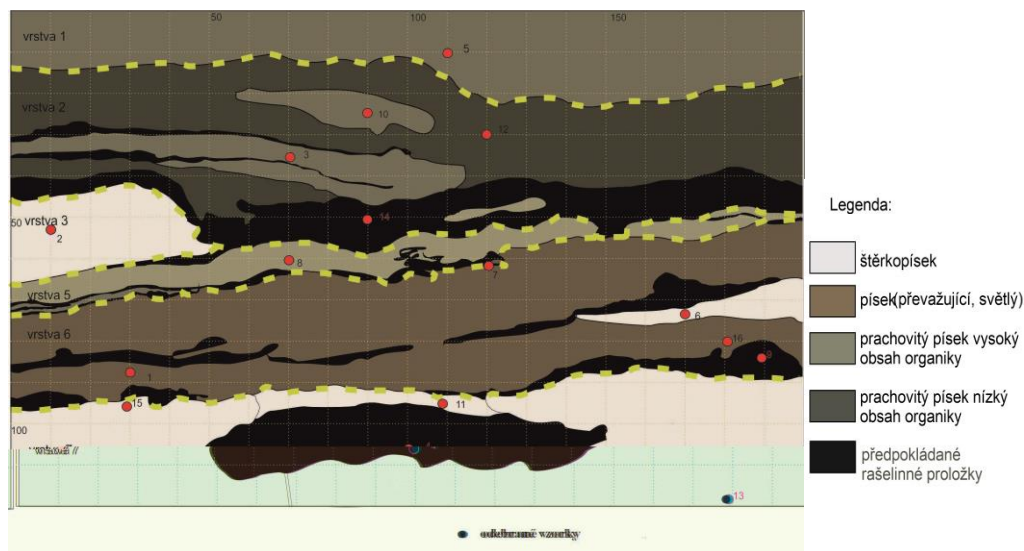 50 100 150
vrstva 1
5
vrstva 2
10
12
3
50 vrstva 3
14
2
8
7
vrstva 5
6
vrstva 6
16
9
1
15
11
100
13
Legenda:
štěrkopísek
písek(převažující, světlý)
prachovitý písek vysoký
obsah organiky
prachovitý písek nízký
obsah organiky
předpokládané
rašelinné proložky